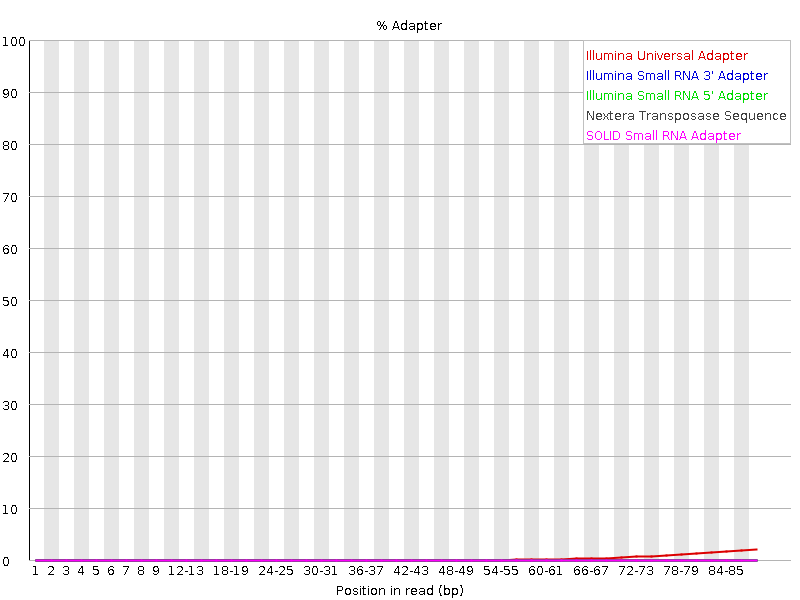 % Adapter
100
90
80
70
60
50
40
30
20
10
0
Illumina Universal Adapter
Illumina Small RNA 3' Adapter
Illumina Small RNA 5' Adapter
Nextera Transposase Sequence
SOLID Small RNA Adapter
1 2 3 4 5 6 7 8 9 12-13 18-19 24-25 30-31 36-37 42-43 48-49 54-55 60-61 66-67 72-73 78-79 84-85
Position in read (bp)